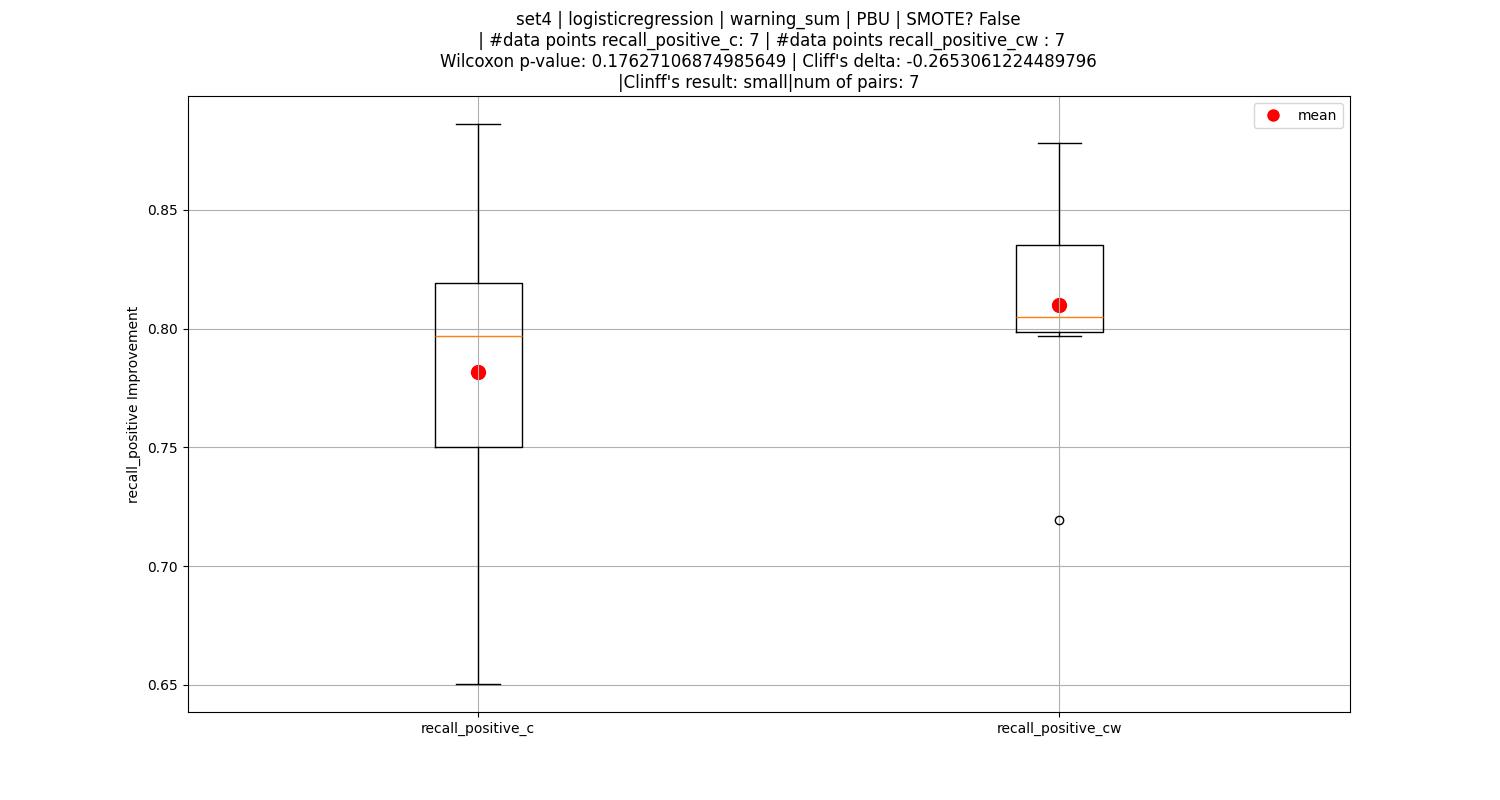 set4 | logisticregression | warning_sum | PBU | SMOTE? False
| #data points recall_positive_c: 7 | #data points recall_positive_cw : 7
Wilcoxon p-value: 0.17627106874985649 | Cliff's delta: -0.2653061224489796
|Clinff's result: small|num of pairs: 7
mean
0.85
0.80
0.75
0.70
0.65
recall_positive Improvement
recall_positive_c
recall_positive_cw